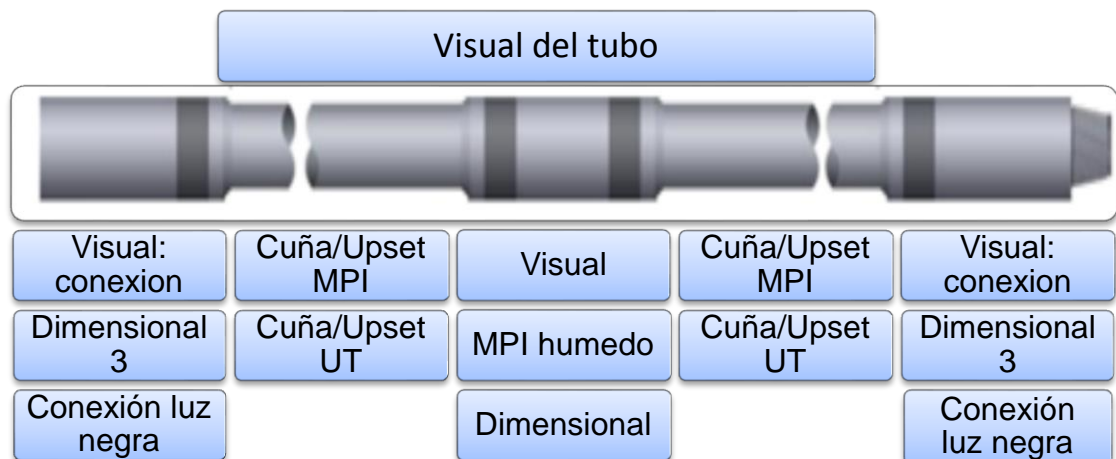 Visual del tubo
Visual:
conexion
Cuña/Upset
MPI
Visual
Cuña/Upset
MPI
Visual:
conexion
Dimensional
3
Cuña/Upset
UT
MPI humedo
Cuña/Upset
UT
Dimensional
3
Conexión luz
negra
Dimensional
Conexión
luz negra